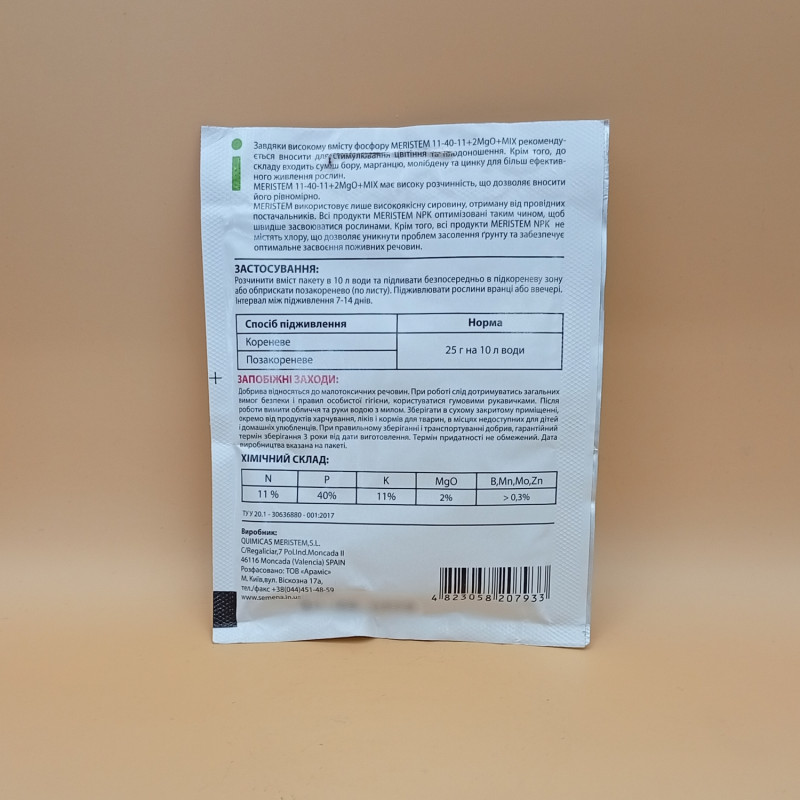 Завдяки високому вмісту фосфору MERISTEM 11-40-11+2MgO+MIX рекоменду-
ється вносити для стимулювання цвітіння та плодоношення. Крім того, до
складу входить суміш бору, марганцю, молібдену та цинку для більш ефектив-
ного живлення рослин.
MERISTEM 11-40-11+2MgO+MIX має високу розчинність, що дозволяє вносити
його рівномірно.
MERISTEM використовує лише високоякісну сировину, отриману від провідних
постачальників. Всі продукти MERISTEM NPK оптимізовані таким чином, щоб
швидше засвоюватися рослинами. Крім того, всі продукти MERISTEM NPK не
містять хлору, що дозволяє уникнути проблем засолення ґрунту та забезпечує
оптимальне засвоєння поживних речовин.
ЗАСТОСУВАННЯ:
Розчинити вміст пакету в 10 л води та підливати безпосередньо в підкореневу зону
або обприскати позакоренево (по листу). Підживлювати рослини вранці або ввечері.
Інтервал між підживлення 7-14 днів.
Спосіб підживлення Норма
Кореневе
25 г на 10 л води
Позакореневе
ЗАПОБІЖНІ ЗАХОДИ:
Добрива відносяться до малотоксичних речовин. При роботі слід дотримуватись загальних
вимог безпеки і правил особистої гігієни, користуватися гумовими рукавичками. Після
роботи вимити обличчя та руки водою з милом. Зберігати в сухому закритому приміщенні,
окремо від продуктів харчування, ліків і кормів для тварин, в місцях недоступних для дітей
і домашніх улюбленців. При правильному зберіганні і транспортуванні добрив, гарантійний
термін зберігання 3 роки від дати виготовлення. Термін придатності не обмежений. Дата
виробництва вказана на пакеті.
ХІМІЧНИЙ СКЛАД:
N P K MgO B,Mn,Mo,Zn
11 % 40% 11% 2% > 0,3%
ТУ У 20.1 - 30636880 - 001:2017
Виробник:
QUIMICAS MERISTEM,S.L.
C/Regaliciar,7 Pol.Ind.Moncada II
46116 Moncada (Valencia) SPAIN
Розфасовано: ТОВ «Араміс»
М. Київ,вул. Віскозна 17а,
тел./факс +38(044)451-48-59
www.semena.in.ua
4 823058 207933